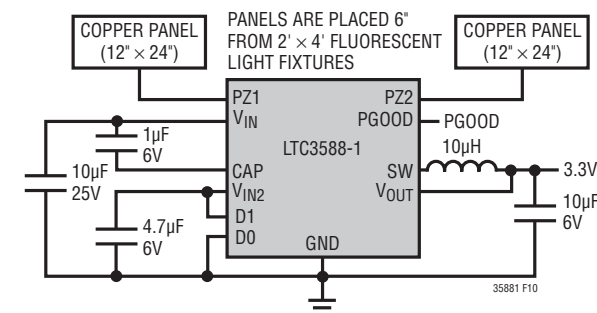 COPPER PANEL
(12" × 24")
PANELS ARE PLACED 6"
FROM 2' × 4' FLUORESCENT
LIGHT FIXTURES
COPPER PANEL
(12" × 24")
PZ1
PZ2
VIN
PGOOD
PGOOD
LTC3588-1
1µF
6V
10µH
10µF
25V
CAP
SW
3.3V
VIN2
VOUT
4.7µF
6V
D1
D0
10µF
6V
GND
35881 F10